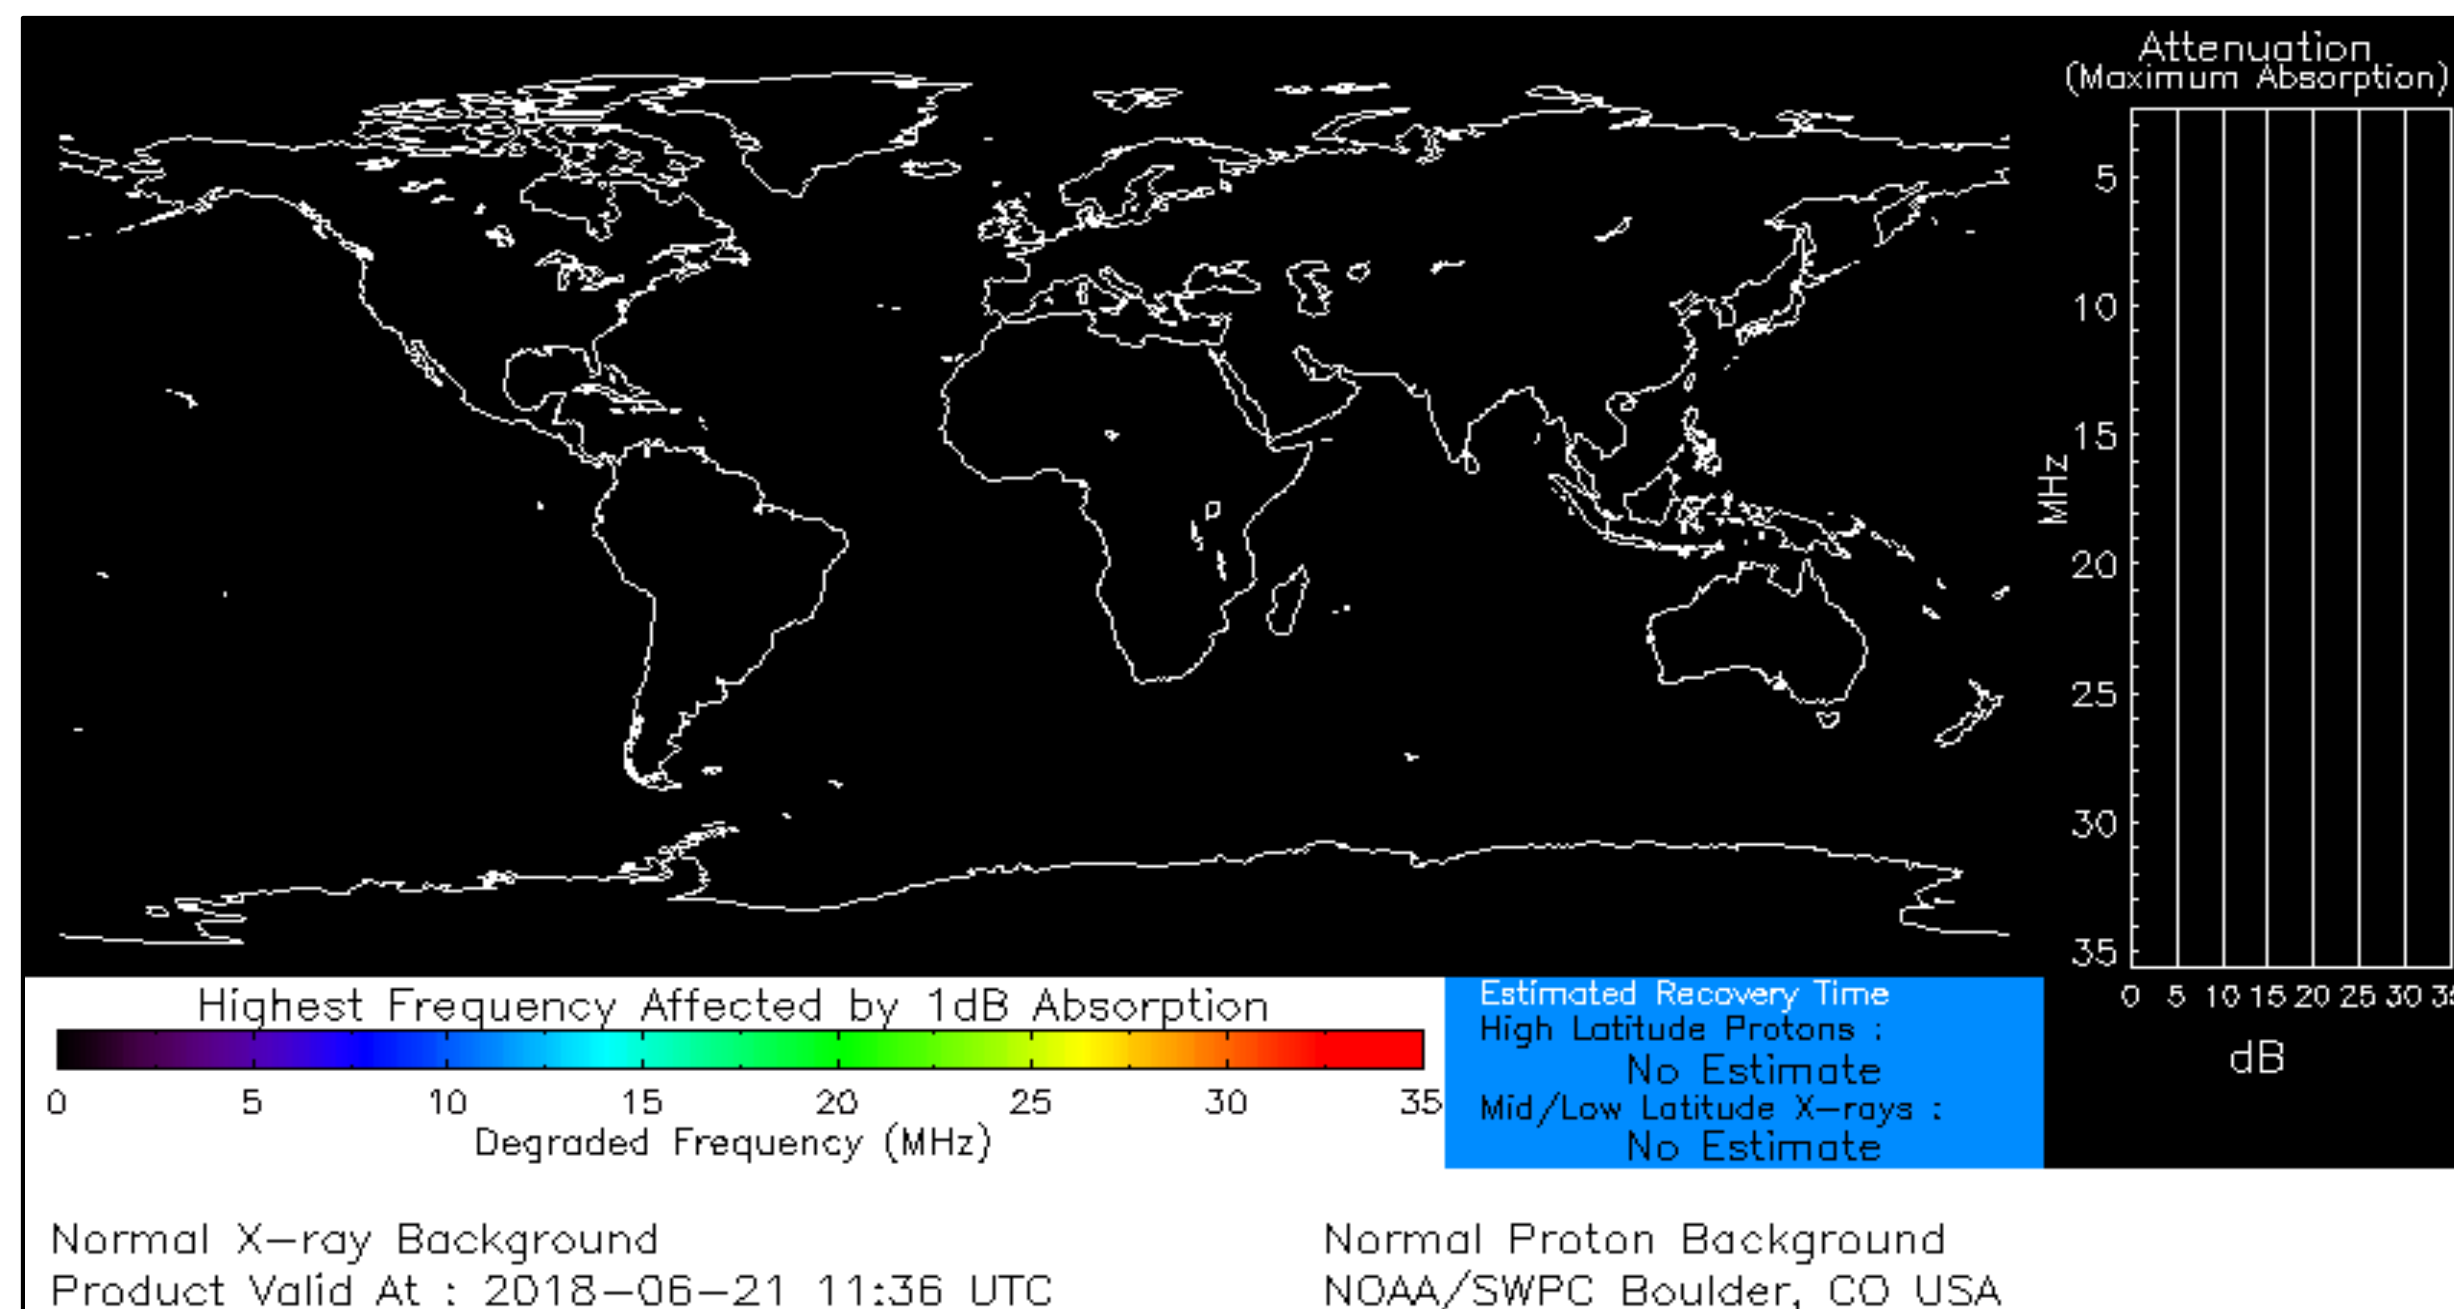 Attenuation
(Maximum Absorption)
5
10
15
20
25
30
35
MHz
0 5 10 15 20 25 30
dB
Highest Frequency Affected by 1dB Absorption
0 5 10 15 20 25 30 35
Degraded Frequency (MHz)
Estimated Recovery Time
High Latitude Protons :
No Estimate
Mid/Low Latitude X-rays :
No Estimate
Normal X-ray Background
Product Valid At : 2018-06-21 11:36 UTC
Normal Proton Background
NOAA/SWPC Boulder, CO USA